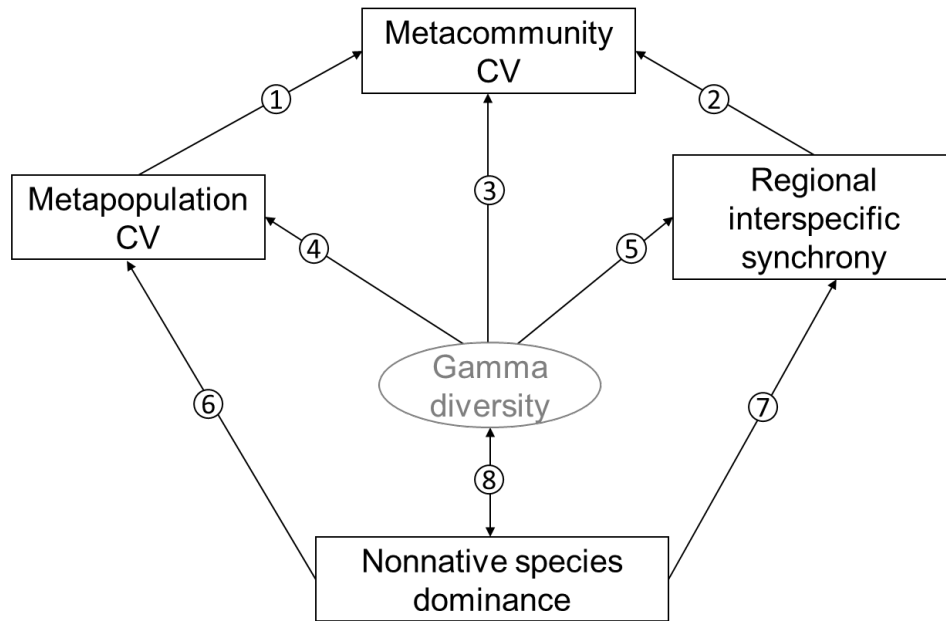 Metacommunity
CV
①
②
Metapopulation
CV
③
Regional
interspecific
synchrony
④
⑤
Gamma
diversity
⑥
⑦
⑧
Nonnative species
dominance